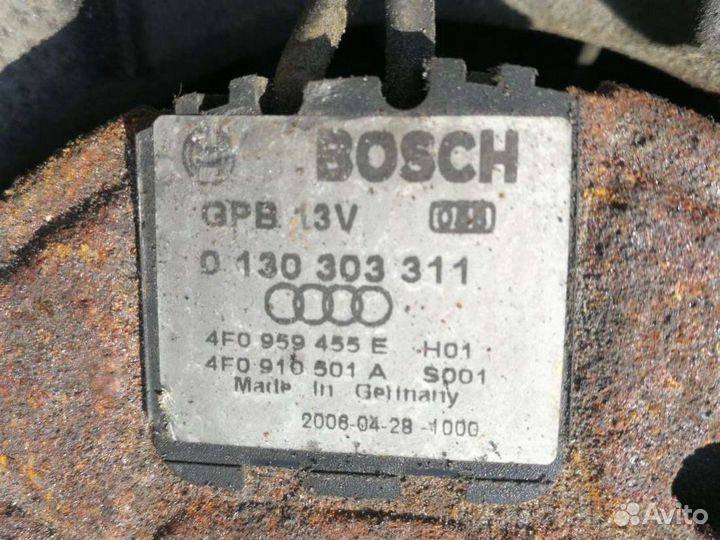 BOSCH
GPB 13V
0 130 303 311
4F0 959 455 E H01
4F0 910 501 A S001
Made in Germany
2006-04-28 -1000
Avito